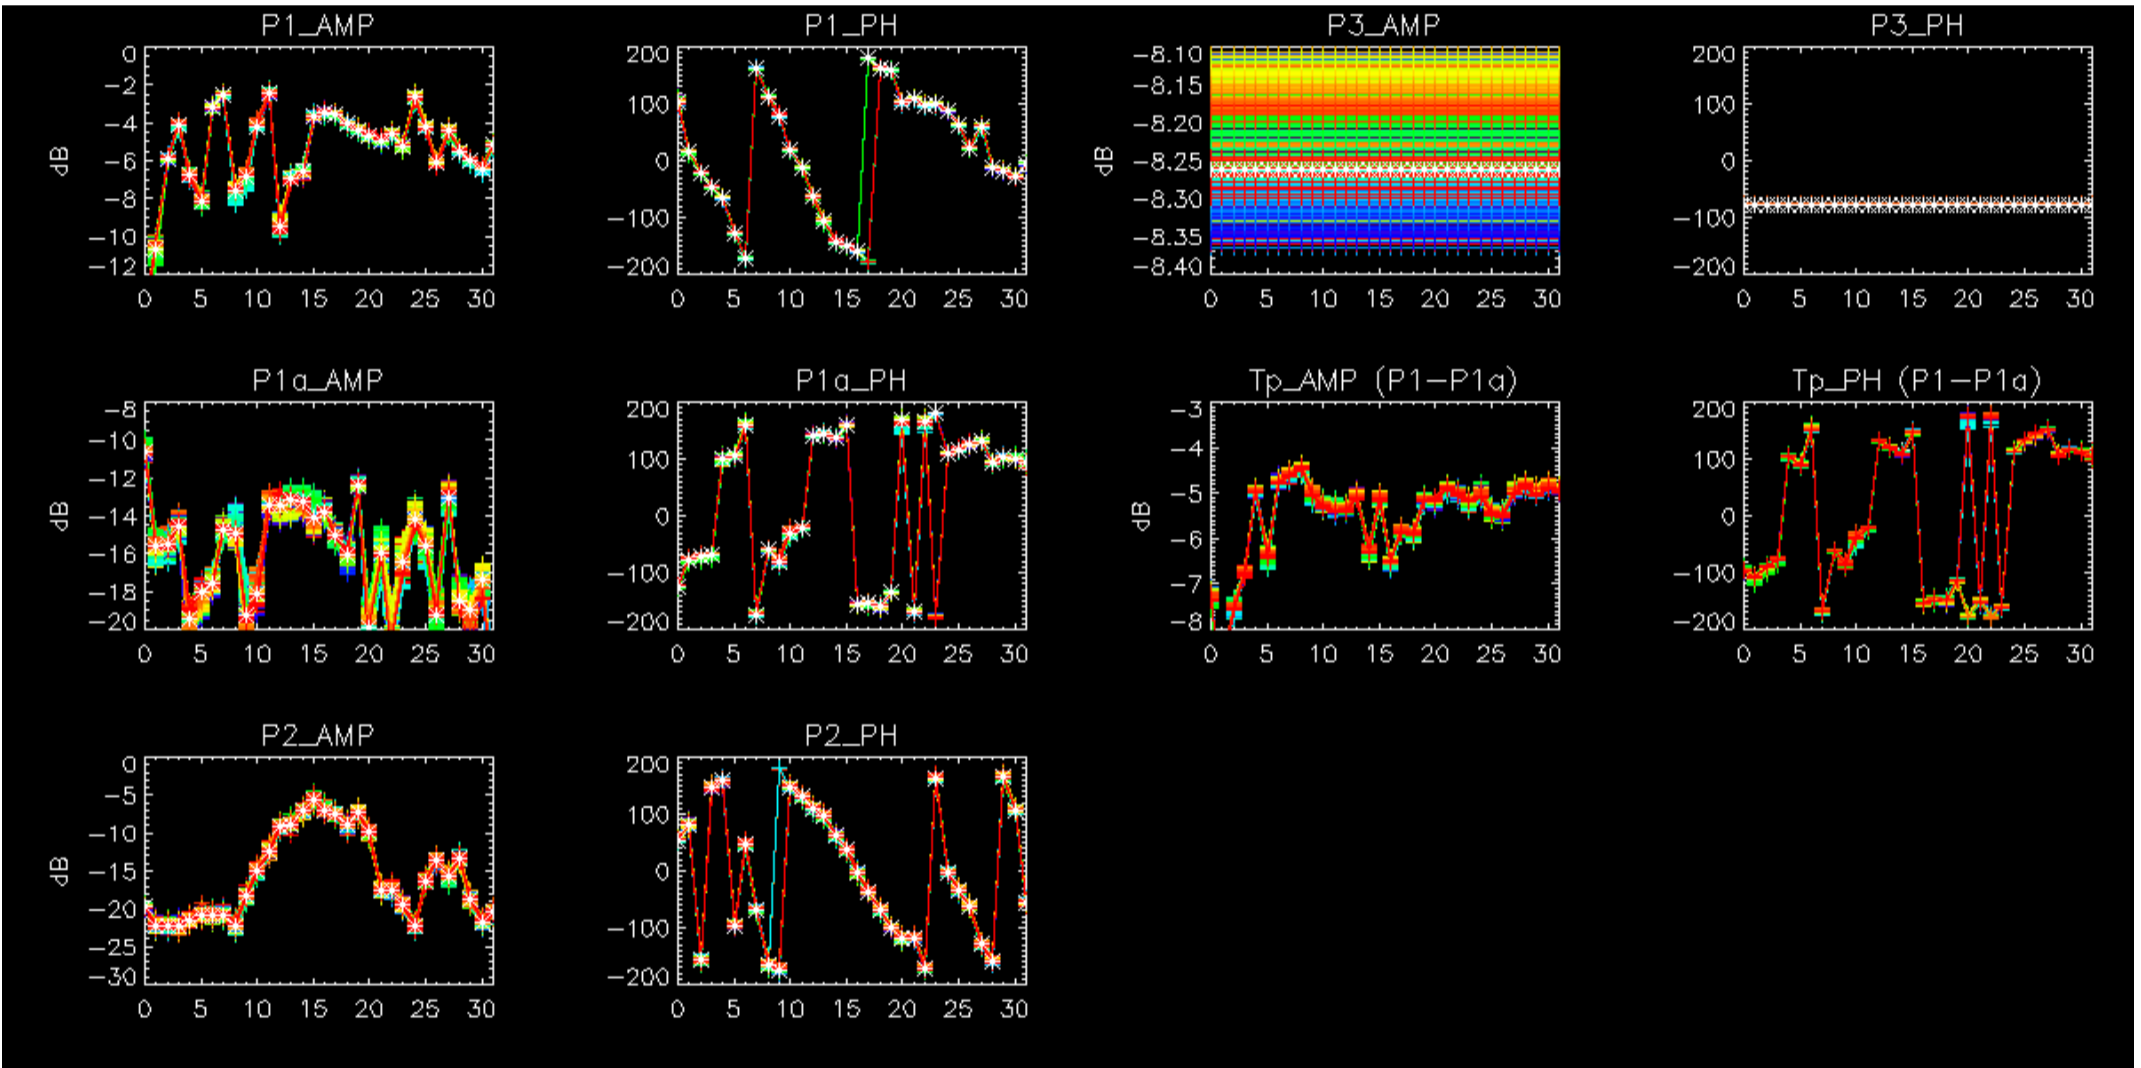 P1_AMP
P1_PH
P3_AMP
P3_PH
dB
0
-2
-4
-6
-8
-10
-12
0 5 10 15 20 25 30
200
100
0
-100
-200
0 5 10 15 20 25 30
dB
-8.10
-8.15
-8.20
-8.25
-8.30
-8.35
-8.40
0 5 10 15 20 25 30
200
100
0
-100
-200
0 5 10 15 20 25 30
P1a_AMP
P1a_PH
Tp_AMP (P1-P1a)
Tp_PH (P1-P1a)
dB
-8
-10
-12
-14
-16
-18
-20
0 5 10 15 20 25 30
200
100
0
-100
-200
0 5 10 15 20 25 30
dB
-3
-4
-5
-6
-7
-8
0 5 10 15 20 25 30
200
100
0
-100
-200
0 5 10 15 20 25 30
P2_AMP
P2_PH
dB
0
-5
-10
-15
-20
-25
-30
0 5 10 15 20 25 30
200
100
0
-100
-200
0 5 10 15 20 25 30